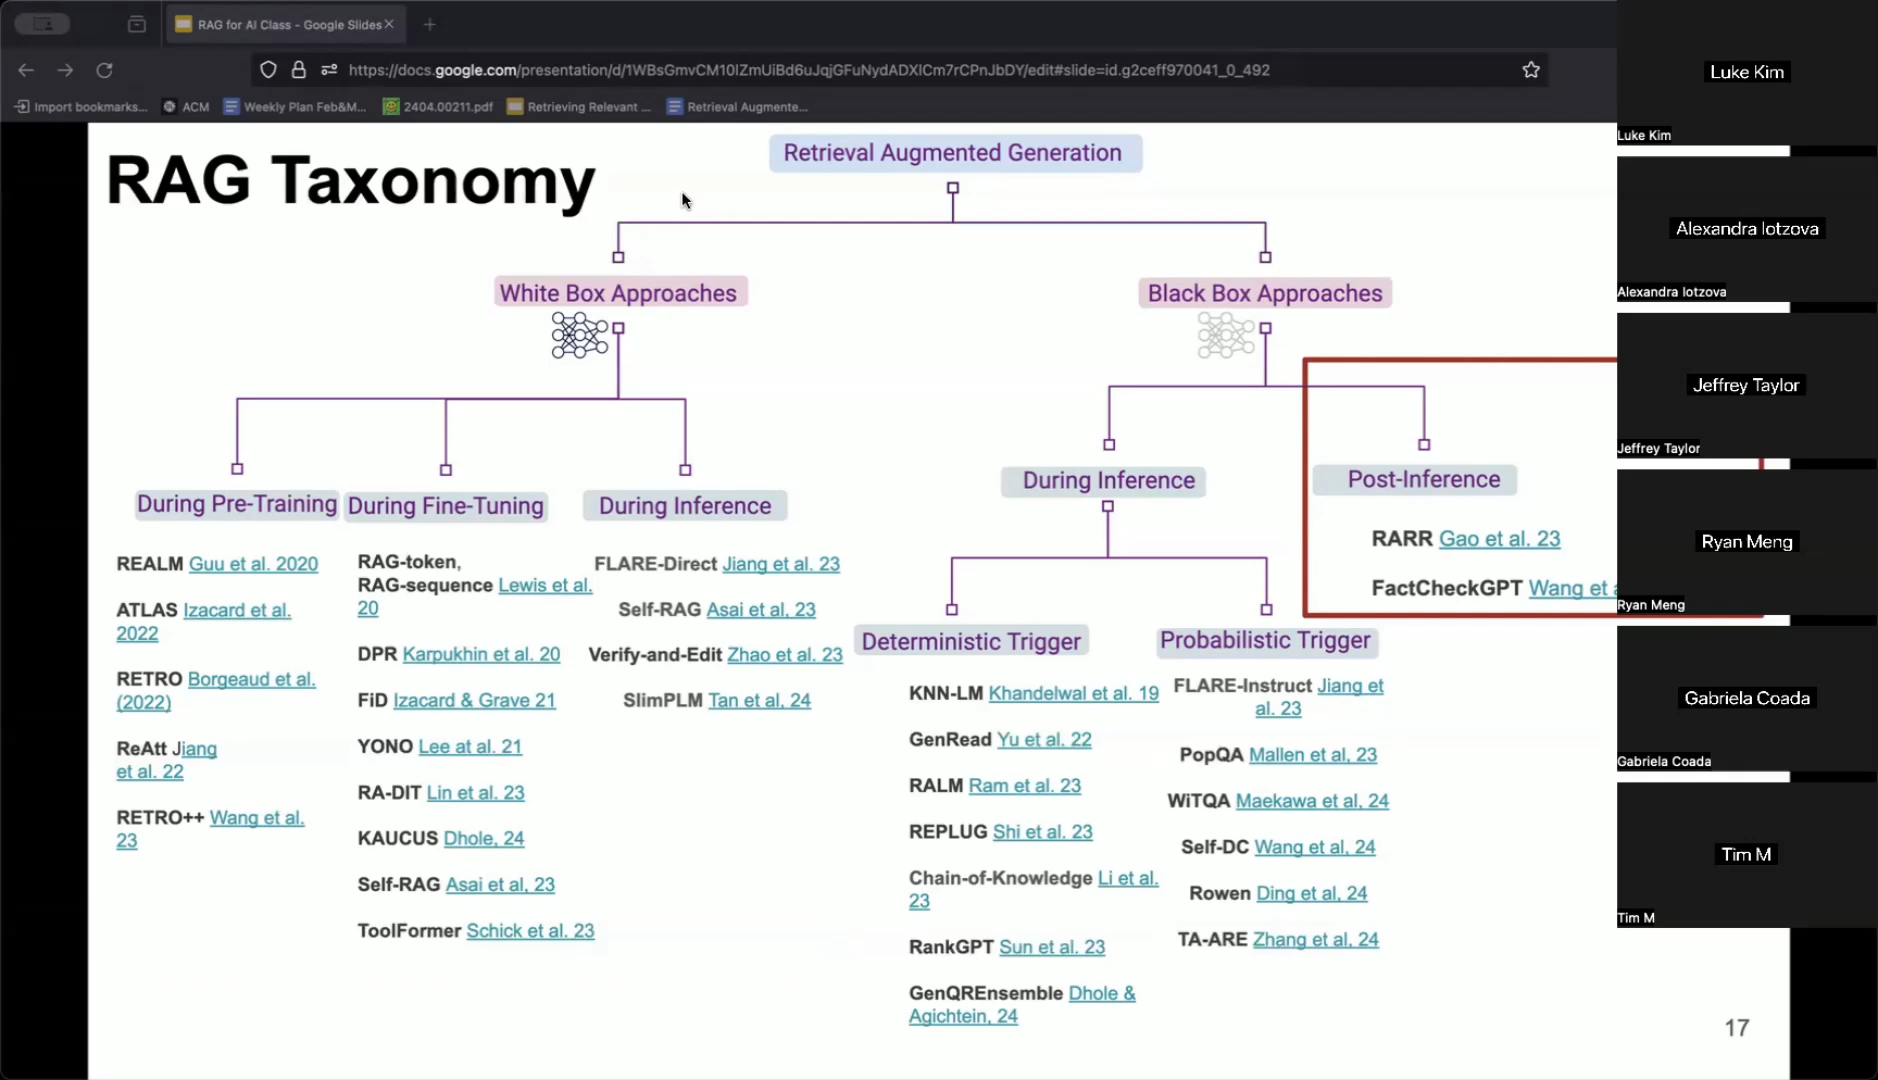 RAG for AI Class - Google Slides
https://docs.google.com/presentation/d/1WBsGmvCM10lZmUiBd6uJqjGFuNydADXlCm7rCPnJbDY/edit#slide=id.g2ceff970041_0_492
Import bookmarks...
ACM
Weekly Plan Feb&M...
2404.00211.pdf
Retrieving Relevant ...
Retrieval Augmente...
RAG Taxonomy
Retrieval Augmented Generation
White Box Approaches
Black Box Approaches
During Pre-Training
During Fine-Tuning
During Inference
During Inference
Post-Inference
REALM Guu et al. 2020
ATLAS Izacard et al.
2022
RETRO Borgeaud et al.
(2022)
ReAtt Jiang
et al. 22
RETRO++ Wang et al.
23
RAG-token,
RAG-sequence Lewis et al.
20
DPR Karpukhin et al. 20
FiD Izacard & Grave 21
YONO Lee at al. 21
RA-DIT Lin et al. 23
KAUCUS Dhole, 24
Self-RAG Asai et al, 23
ToolFormer Schick et al. 23
FLARE-Direct Jiang et al. 23
Self-RAG Asai et al, 23
Verify-and-Edit Zhao et al. 23
SlimPLM Tan et al, 24
Deterministic Trigger
KNN-LM Khandelwal et al. 19
GenRead Yu et al. 22
RALM Ram et al. 23
REPLUG Shi et al. 23
Chain-of-Knowledge Li et al.
23
RankGPT Sun et al. 23
GenQREnsemble Dhole &
Agichtein, 24
Probabilistic Trigger
FLARE-Instruct Jiang et
al. 23
PopQA Mallen et al, 23
WiTQA Maekawa et al, 24
Self-DC Wang et al, 24
Rowen Ding et al, 24
TA-ARE Zhang et al, 24
RARR Gao et al. 23
FactCheckGPT Wang et
17
Luke Kim
Luke Kim
Alexandra Iotzova
Alexandra Iotzova
Jeffrey Taylor
Jeffrey Taylor
Ryan Meng
Ryan Meng
Gabriela Coada
Gabriela Coada
Tim M
Tim M